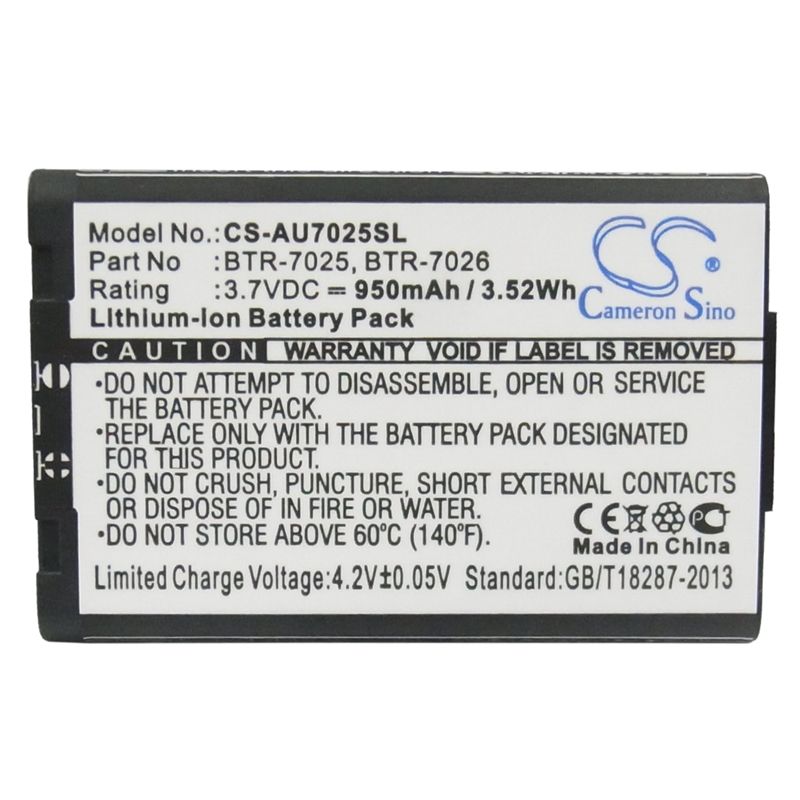 Model No.: CS-AU7025SL
Part No :BTR-7025, BTR-7026
Rating :3.7VDC ⎓ 950mAh / 3.52Wh
Lithium-Ion Battery Pack
CS
®
Cameron Sino
CAUTION WARRANTY VOID IF LABEL IS REMOVED
•DO NOT ATTEMPT TO DISASSEMBLE, OPEN OR SERVICE
THE BATTERY PACK.
•REPLACE ONLY WITH THE BATTERY PACK DESIGNATED
FOR THIS PRODUCT.
•DO NOT CRUSH, PUNCTURE, SHORT EXTERNAL CONTACTS
OR DISPOSE OF IN FIRE OR WATER.
•DO NOT STORE ABOVE 60°C (140°F).
CE
PG
Made In China
Limited Charge Voltage:4.2V±0.05V Standard:GB/T18287-2013